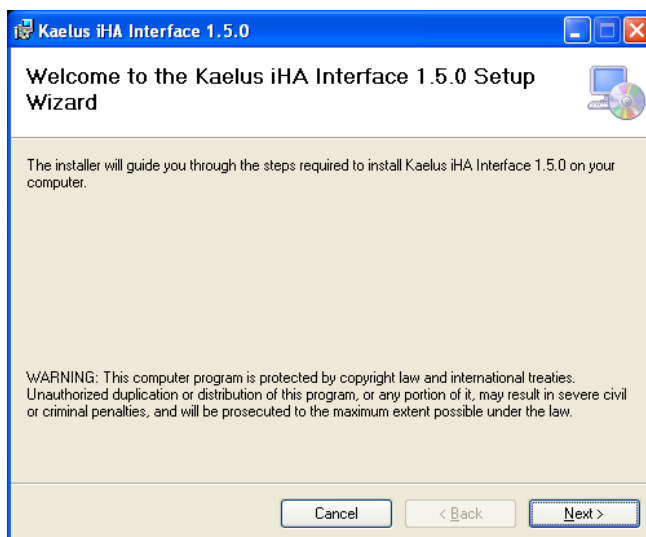 Kaelus iHA Interface 1.5.0
Welcome to the Kaelus iHA Interface 1.5.0 Setup
Wizard
The installer will guide you through the steps required to install Kaelus iHA Interface 1.5.0 on your
computer.
WARNING: This computer program is protected by copyright law and international treaties.
Unauthorized duplication or distribution of this program, or any portion of it, may result in severe civil
or criminal penalties, and will be prosecuted to the maximum extent possible under the law.
Cancel < Back Next >